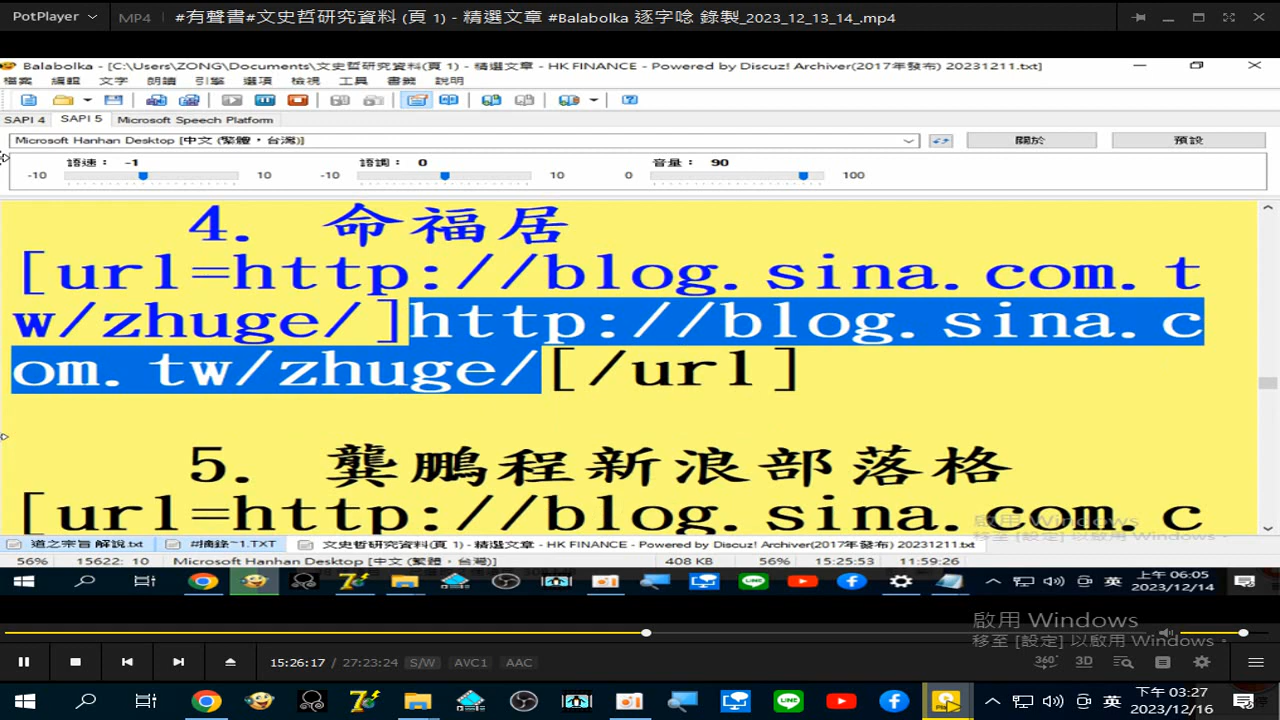 PotPlayer MP4 #有聲書#文史哲研究資料 (頁 1) - 精選文章 #Balabolka 逐字唸 錄製_2023_12_13_14_.mp4
Balabolka - [C:\Users\ZONG\Documents\文史哲研究資料(頁 1) - 精選文章 - HK FINANCE - Powered by Discuz! Archiver(2017年發布) 20231211.txt]
檔案 編輯 文字 朗讀 引擎 選項 檢視 工具 書籤 說明
SAPI 4 SAPI 5 Microsoft Speech Platform
Microsoft Hanhan Desktop [中文 (繁體，台灣)] 關於 預設
語速： -1 語調： 0 音量： 90
-10 10 -10 10 0 100
4. 命福居
[url=http://blog.sina.com.t
w/zhuge/]http://blog.sina.c
om.tw/zhuge/[/url]
5. 龔鵬程新浪部落格
[url=http://blog.sina.com.c
啟用 Windows
移至 [設定] 以啟用 Windows。
道之宗旨 解說.txt #摘錄~1.TXT 文史哲研究資料(頁 1) - 精選文章 - HK FINANCE - Powered by Discuz! Archiver(2017年發布) 20231211.txt
56% 15622: 10 Microsoft Hanhan Desktop [中文 (繁體，台灣)] 408 KB 56% 15:25:53 11:59:26
英 上午 06:05
2023/12/14
啟用 Windows
移至 [設定] 以啟用 Windows。
15:26:17 / 27:23:24 S/W AVC1 AAC 360° 3D
英 下午 03:27
2023/12/16